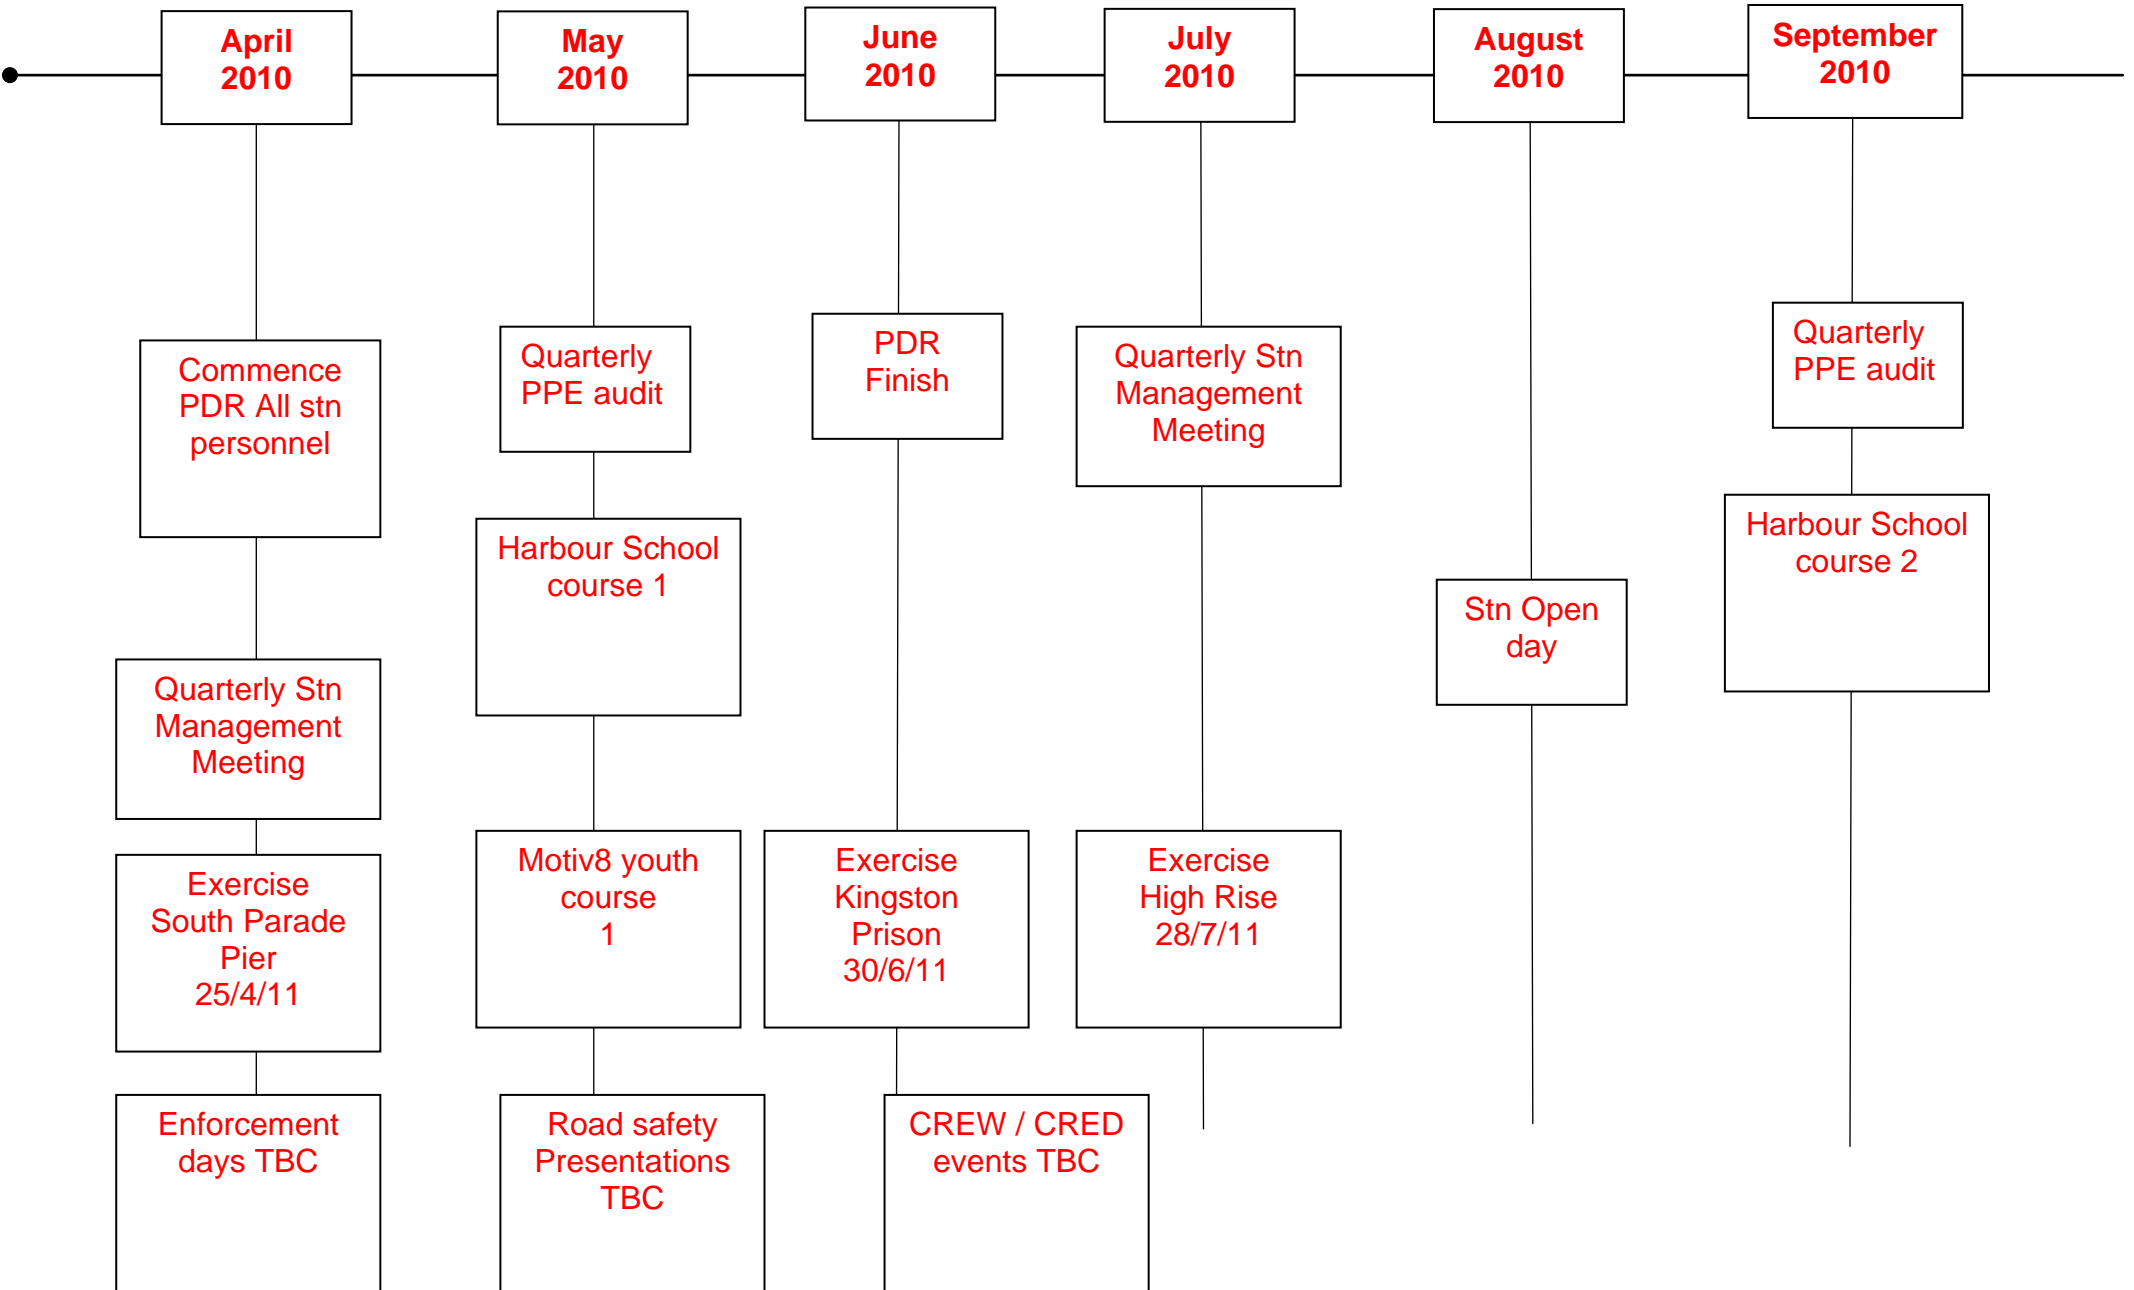 April
2010
May
2010
June
2010
July
2010
August
2010
September
2010
Commence
PDR All stn
personnel
Quarterly Stn
Management
Meeting
Exercise
South Parade
Pier
25/4/11
Enforcement
days TBC
Quarterly
PPE audit
Harbour School
course 1
Motiv8 youth
course
1
Road safety
Presentations
TBC
PDR
Finish
Exercise
Kingston
Prison
30/6/11
CREW / CRED
events TBC
Quarterly Stn
Management
Meeting
Exercise
High Rise
28/7/11
Stn Open
day
Quarterly
PPE audit
Harbour School
course 2